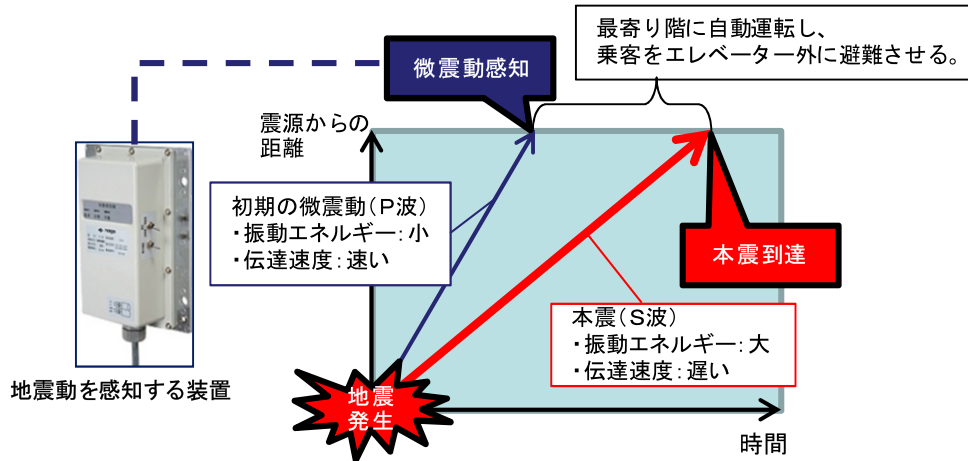 最寄り階に自動運転し、
乗客をエレベーター外に避難させる。
微震動感知
震源からの
距離
初期の微震動（P波）
・振動エネルギー：小
・伝達速度：速い
本震到達
本震（S波）
・振動エネルギー：大
・伝達速度：遅い
地震動を感知する装置
地震
発生
時間